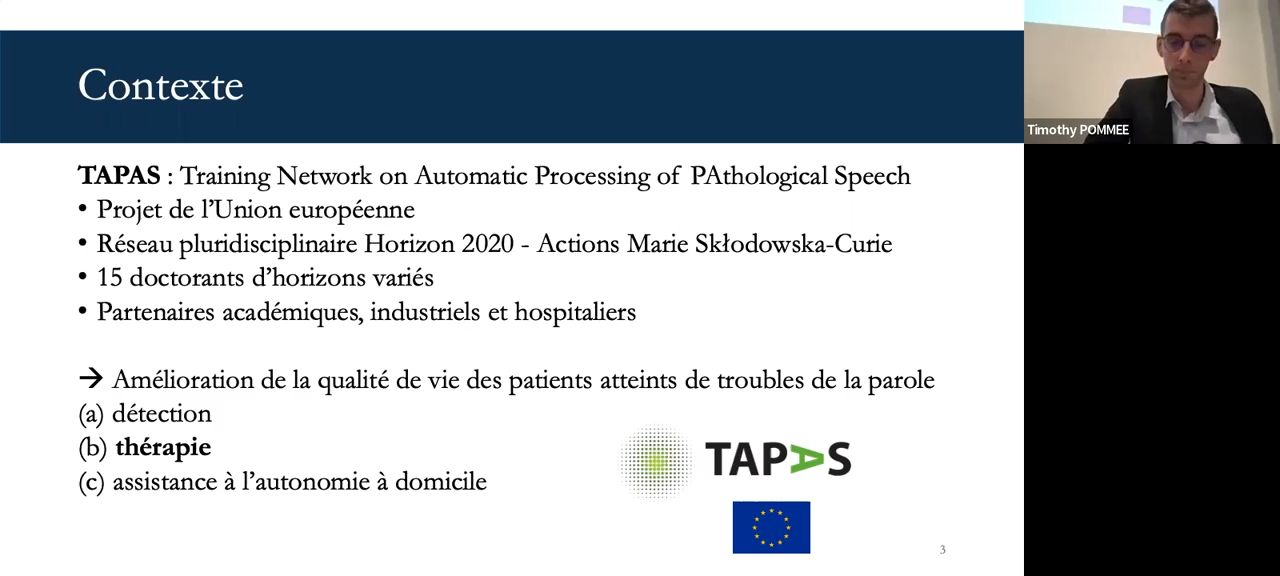 Contexte
Timothy POMMEE
TAPAS : Training Network on Automatic Processing of PAthological Speech
• Projet de l’Union européenne
• Réseau pluridisciplinaire Horizon 2020 - Actions Marie Skłodowska-Curie
• 15 doctorants d’horizons variés
• Partenaires académiques, industriels et hospitaliers
→ Amélioration de la qualité de vie des patients atteints de troubles de la parole
(a) détection
(b) thérapie
(c) assistance à l’autonomie à domicile
TAPAS
3